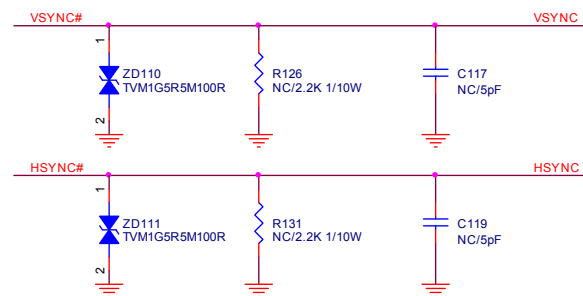 VSYNC# VSYNC
1
ZD110
TVM1G5R5M100R
2
R126
NC/2.2K 1/10W
C117
NC/5pF
HSYNC# HSYNC
1
ZD111
TVM1G5R5M100R
2
R131
NC/2.2K 1/10W
C119
NC/5pF